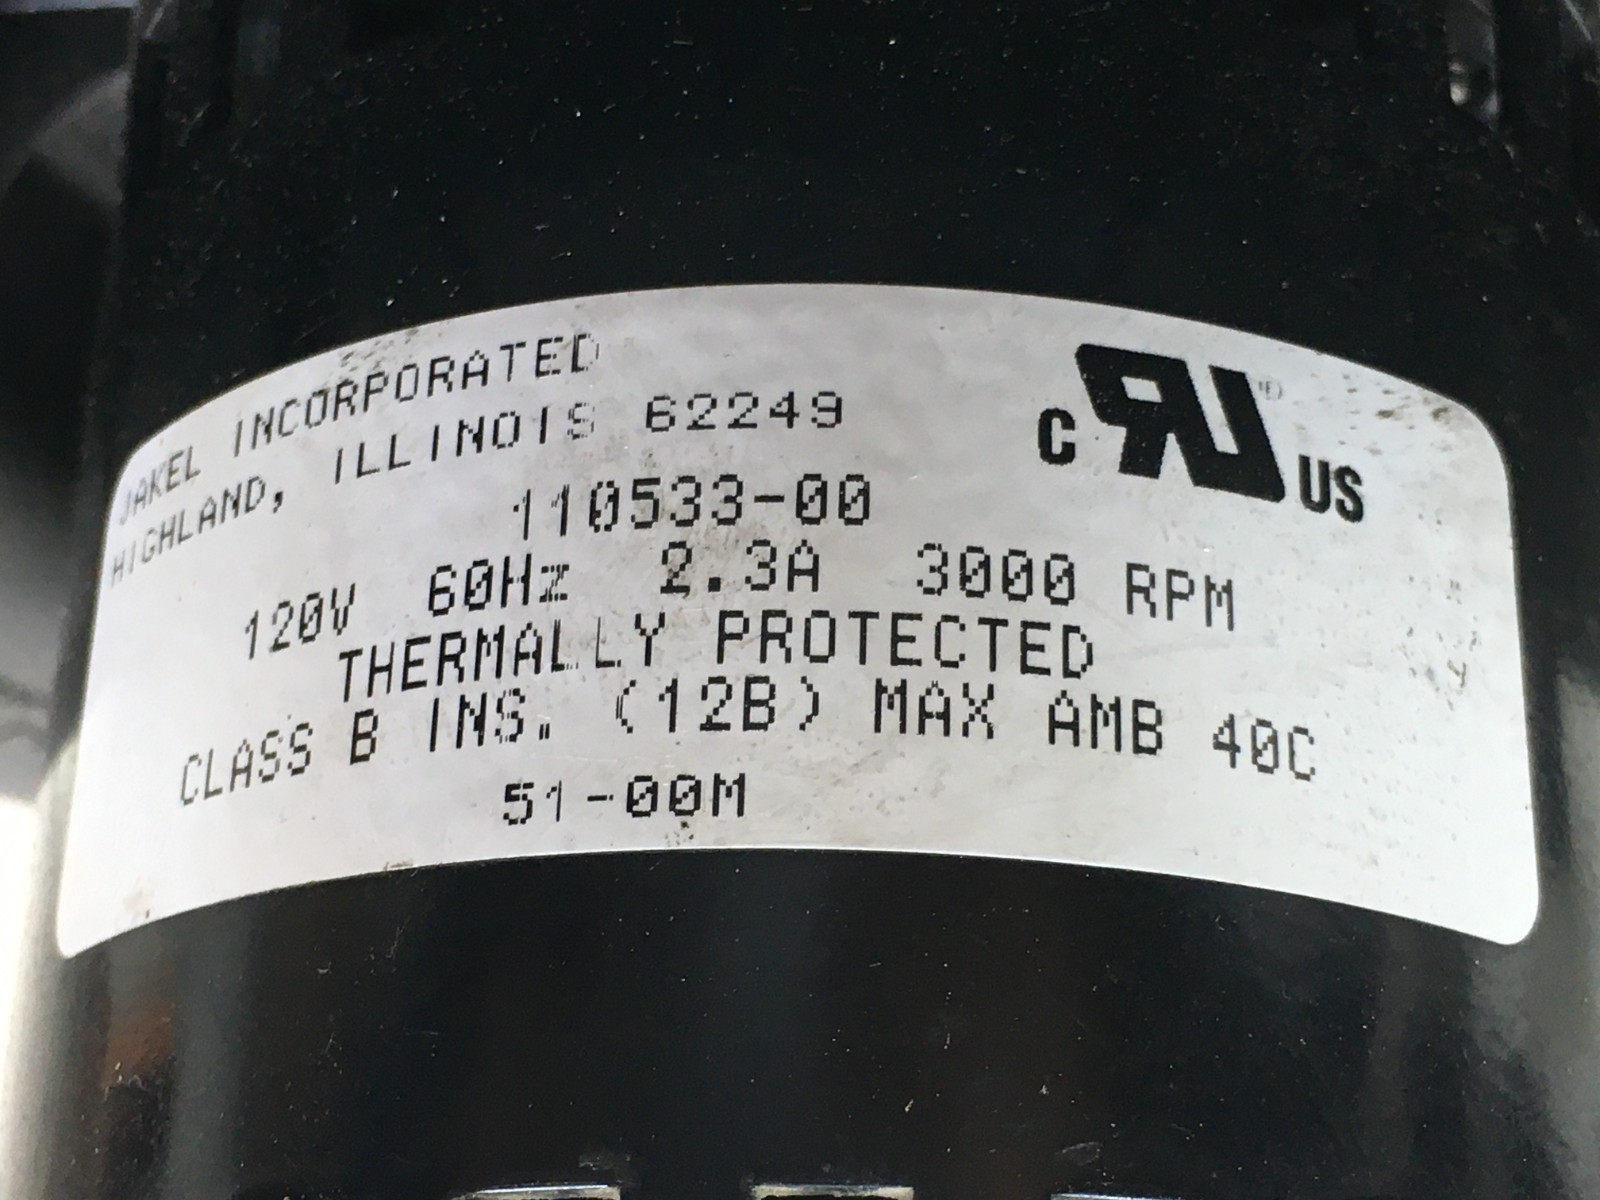 JAKEL INCORPORATED
HIGHLAND, ILLINOIS 62249
c RU ® US
110533-00
120V 60Hz 2.3A 3000 RPM
THERMALLY PROTECTED
CLASS B INS. (12B) MAX AMB 40C
51-00M